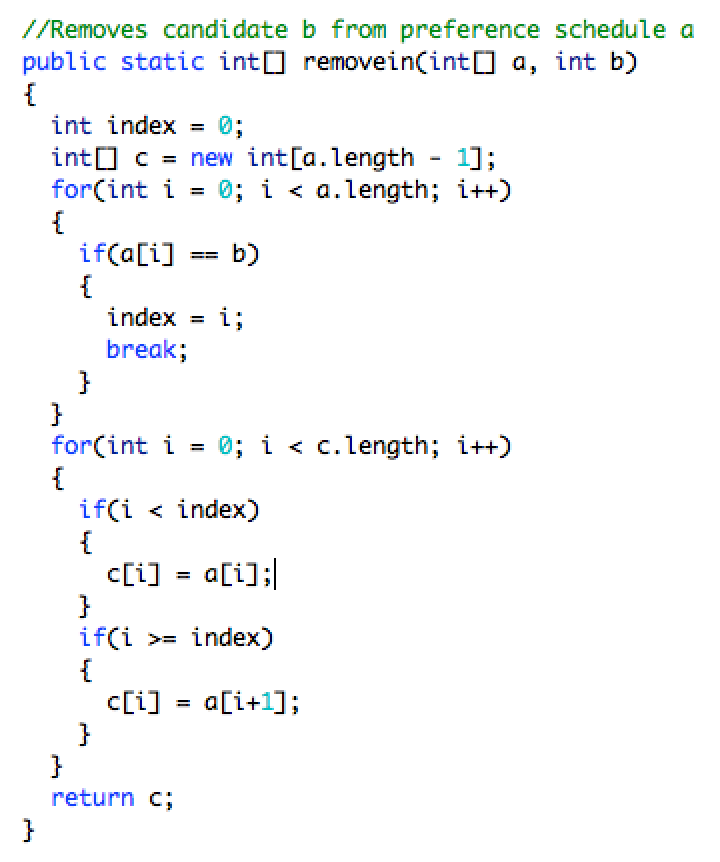 //Removes candidate b from preference schedule a
public static int[] removein(int[] a, int b)
{
  int index = 0;
  int[] c = new int[a.length - 1];
  for(int i = 0; i < a.length; i++)
  {
    if(a[i] == b)
    {
      index = i;
      break;
    }
  }
  for(int i = 0; i < c.length; i++)
  {
    if(i < index)
    {
      c[i] = a[i];
    }
    if(i >= index)
    {
      c[i] = a[i+1];
    }
  }
  return c;
}